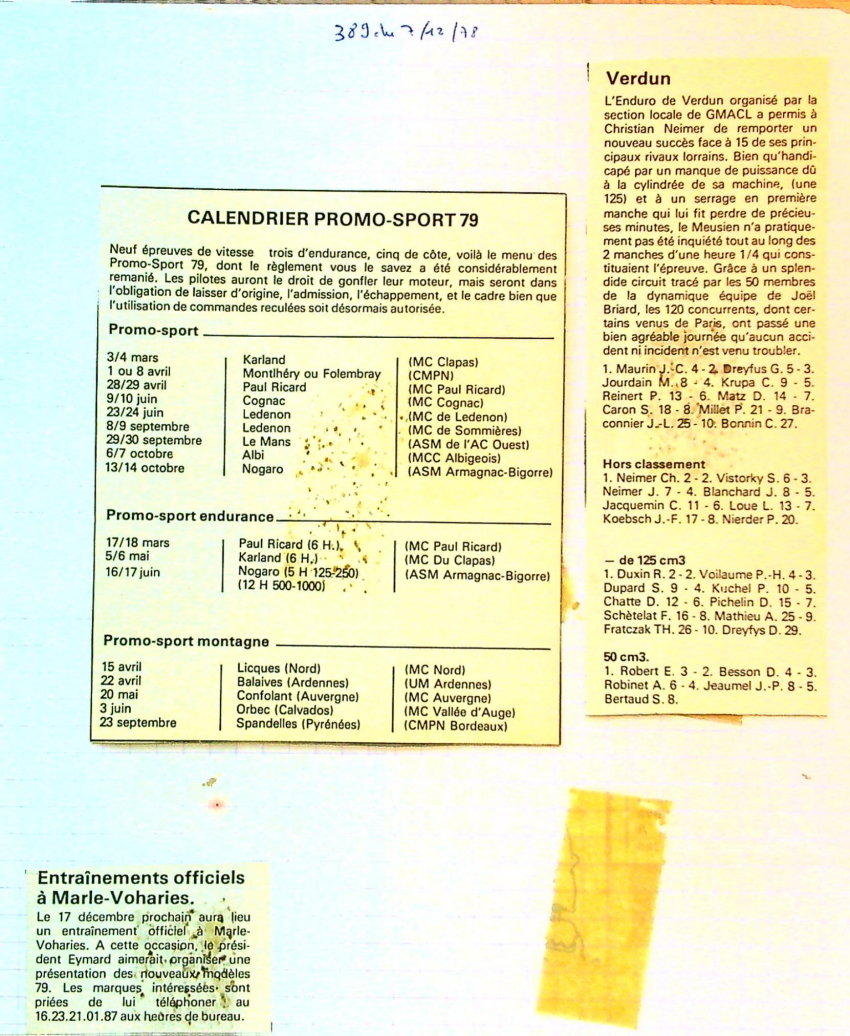 389 du 7/12/78
CALENDRIER PROMO-SPORT 79
Neuf épreuves de vitesse trois d'endurance, cinq de côte, voilà le menu des
Promo-Sport 79, dont le règlement vous le savez a été considérablement
remanié. Les pilotes auront le droit de gonfler leur moteur, mais seront dans
l'obligation de laisser d'origine, l'admission, l'échappement, et le cadre bien que
l'utilisation de commandes reculées soit désormais autorisée.
Promo-sport
3/4 mars Karland (MC Clapas)
1 ou 8 avril Montlhéry ou Folembray (CMPN)
28/29 avril Paul Ricard (MC Paul Ricard)
9/10 juin Cognac (MC Cognac)
23/24 juin Ledenon (MC de Ledenon)
8/9 septembre Ledenon (MC de Sommières)
29/30 septembre Le Mans (ASM de l'AC Ouest)
6/7 octobre Albi (MCC Albigeois)
13/14 octobre Nogaro (ASM Armagnac-Bigorre)
Promo-sport endurance
17/18 mars Paul Ricard (6 H.) (MC Paul Ricard)
5/6 mai Karland (6 H.) (MC Du Clapas)
16/17 juin Nogaro (5 H 125-250) (ASM Armagnac-Bigorre)
(12 H 500-1000)
Promo-sport montagne
15 avril Licques (Nord) (MC Nord)
22 avril Balaives (Ardennes) (UM Ardennes)
20 mai Confolant (Auvergne) (MC Auvergne)
3 juin Orbec (Calvados) (MC Vallée d'Auge)
23 septembre Spandelles (Pyrénées) (CMPN Bordeaux)
Verdun
L'Enduro de Verdun organisé par la
section locale de GMACL a permis à
Christian Neimer de remporter un
nouveau succès face à 15 de ses prin-
cipaux rivaux lorrains. Bien qu'handi-
capé par un manque de puissance dû
à la cylindrée de sa machine, (une
125) et à un serrage en première
manche qui lui fit perdre de précieu-
ses minutes, le Meusien n'a pratique-
ment pas été inquiété tout au long des
2 manches d'une heure 1/4 qui cons-
tituaient l'épreuve. Grâce à un splen-
dide circuit tracé par les 50 membres
de la dynamique équipe de Joël
Briard, les 120 concurrents, dont cer-
tains venus de Paris, ont passé une
bien agréable journée qu'aucun acci-
dent ni incident n'est venu troubler.
1. Maurin J.-C. 4 - 2. Dreyfus G. 5 - 3.
Jourdain M. 8 - 4. Krupa C. 9 - 5.
Reinert P. 13 - 6. Matz D. 14 - 7.
Caron S. 18 - 8. Millet P. 21 - 9. Bra-
connier J.-L. 25 - 10. Bonnin C. 27.
Hors classement
1. Neimer Ch. 2 - 2. Vistorky S. 6 - 3.
Neimer J. 7 - 4. Blanchard J. 8 - 5.
Jacquemin C. 11 - 6. Loue L. 13 - 7.
Koebsch J.-F. 17 - 8. Nierder P. 20.
— de 125 cm3
1. Duxin R. 2 - 2. Voilaume P.-H. 4 - 3.
Dupard S. 9 - 4. Kuchel P. 10 - 5.
Chatte D. 12 - 6. Pichelin D. 15 - 7.
Schètelat F. 16 - 8. Mathieu A. 25 - 9.
Fratczak TH. 26 - 10. Dreyfys D. 29.
50 cm3.
1. Robert E. 3 - 2. Besson D. 4 - 3.
Robinet A. 6 - 4. Jeaumel J.-P. 8 - 5.
Bertaud S. 8.
Entraînements officiels
à Marle-Voharies.
Le 17 décembre prochain aura lieu
un entraînement officiel à Marle-
Voharies. A cette occasion, le prési-
dent Eymard aimerait organiser une
présentation des nouveaux modèles
79. Les marques intéressées sont
priées de lui téléphoner au
16.23.21.01.87 aux heures de bureau.